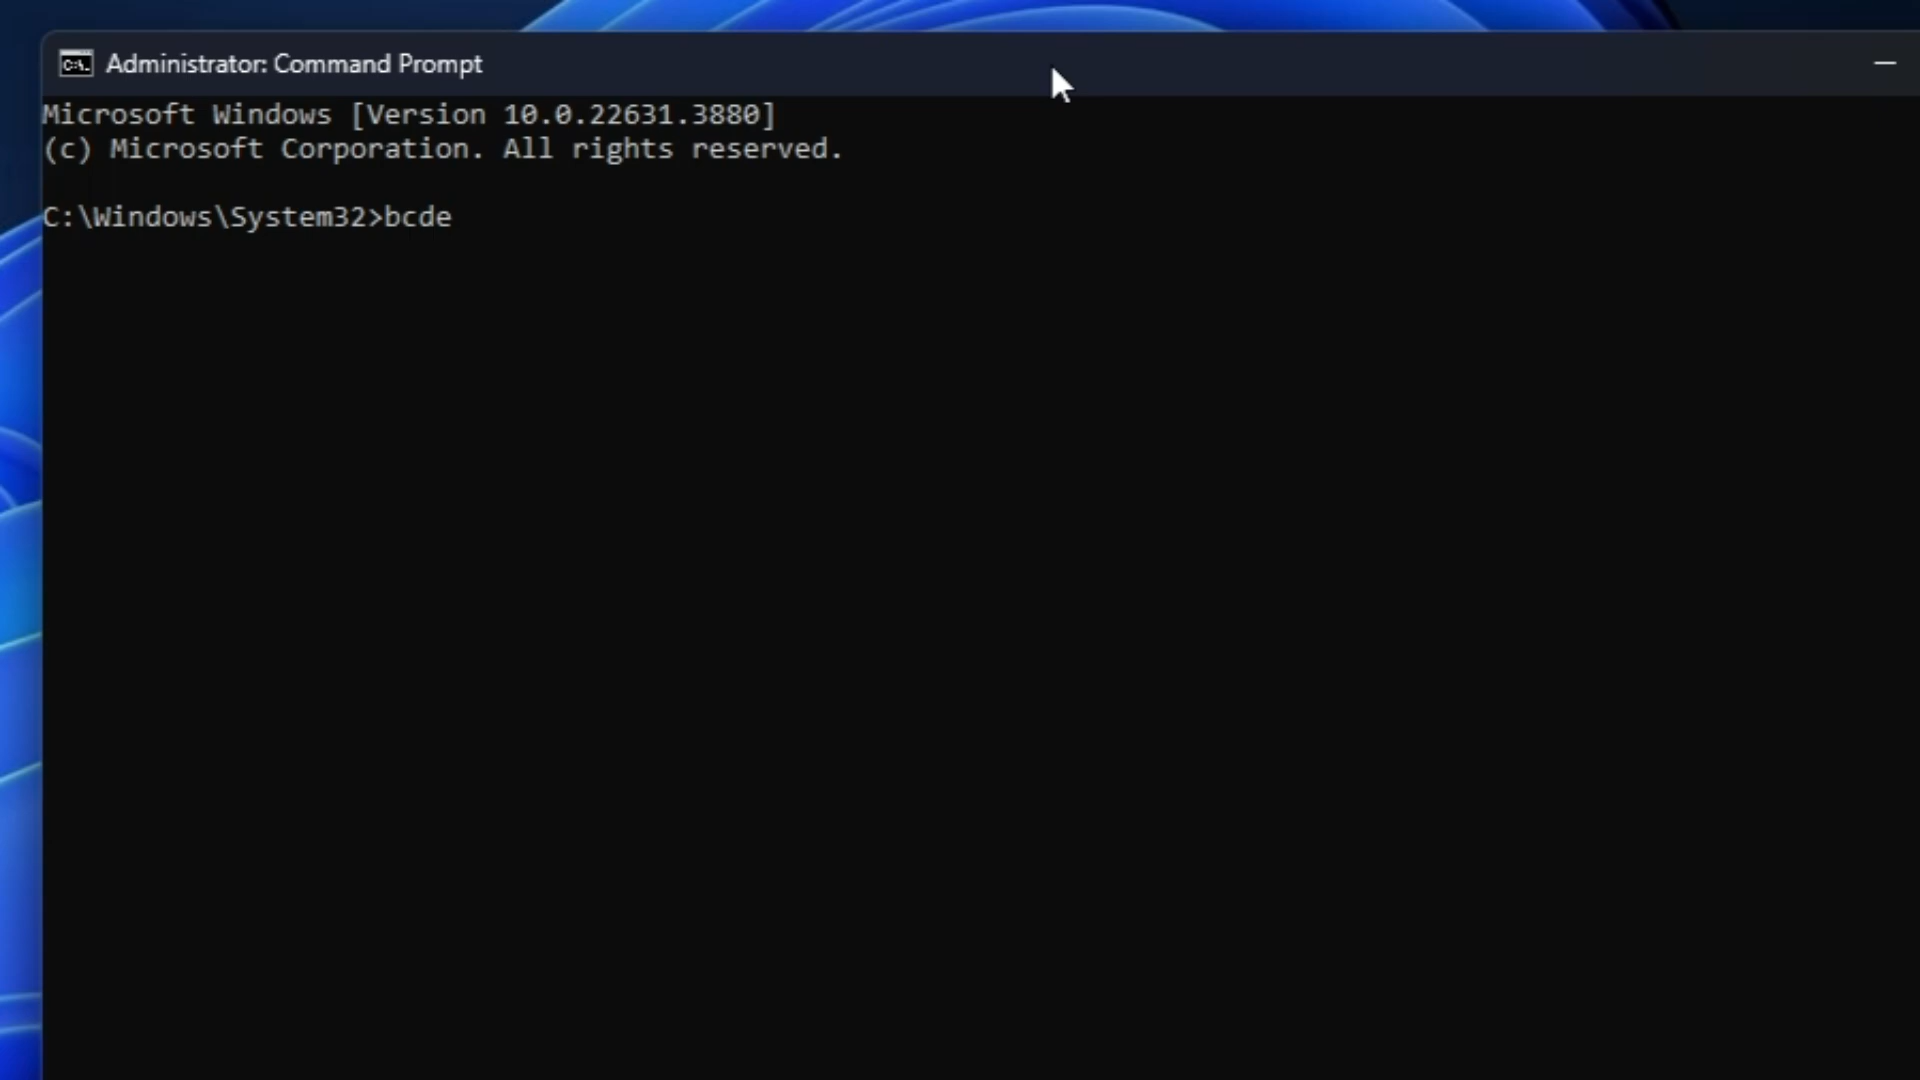 Administrator: Command Prompt
Microsoft Windows [Version 10.0.22631.3880]
(c) Microsoft Corporation. All rights reserved.
C:\Windows\System32>bcde